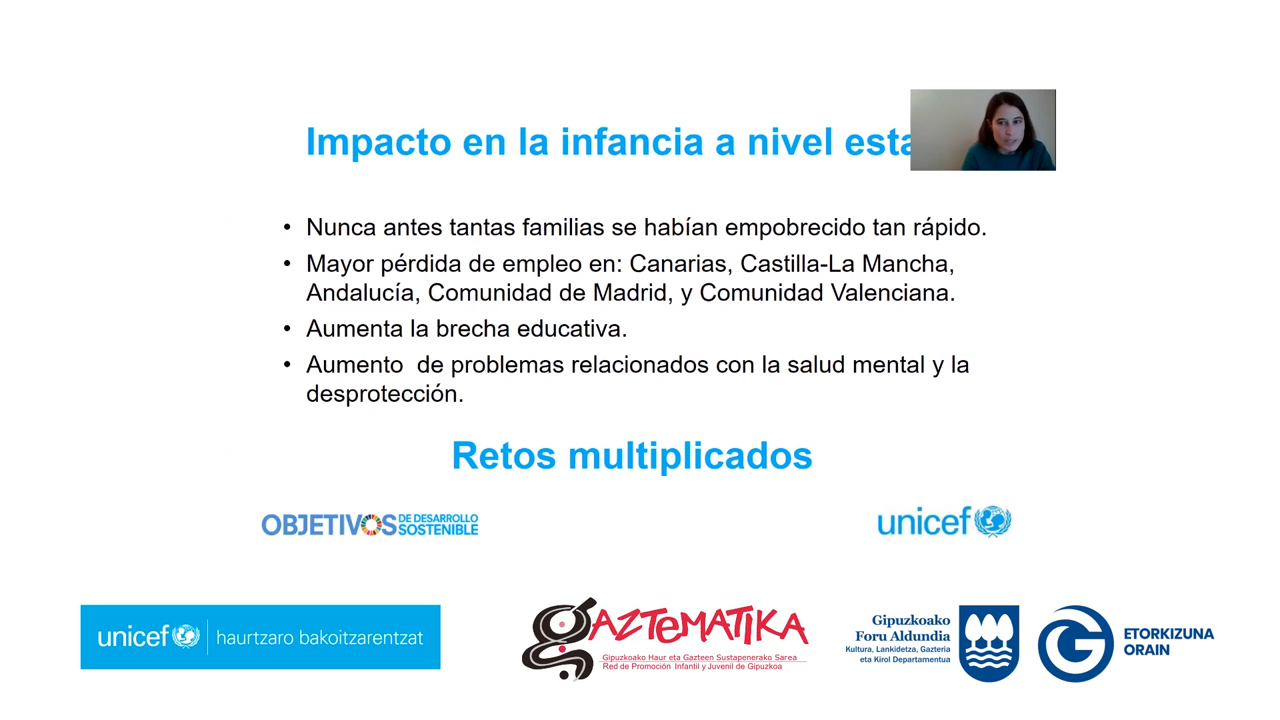 Impacto en la infancia a nivel esta
• Nunca antes tantas familias se habían empobrecido tan rápido.
• Mayor pérdida de empleo en: Canarias, Castilla-La Mancha,
Andalucía, Comunidad de Madrid, y Comunidad Valenciana.
• Aumenta la brecha educativa.
• Aumento  de problemas relacionados con la salud mental y la
desprotección.
Retos multiplicados
OBJETIVOS DE DESARROLLO
SOSTENIBLE
unicef
unicef haurtzaro bakoitzarentzat
gAZTEMATIKA
Gipuzkoako Haur eta Gazteen Sustapenerako Sarea
Red de Promoción Infantil y Juvenil de Gipuzkoa
Gipuzkoako
Foru Aldundia
Kultura, Lankidetza, Gazteria
eta Kirol Departamentua
ETORKIZUNA
ORAIN